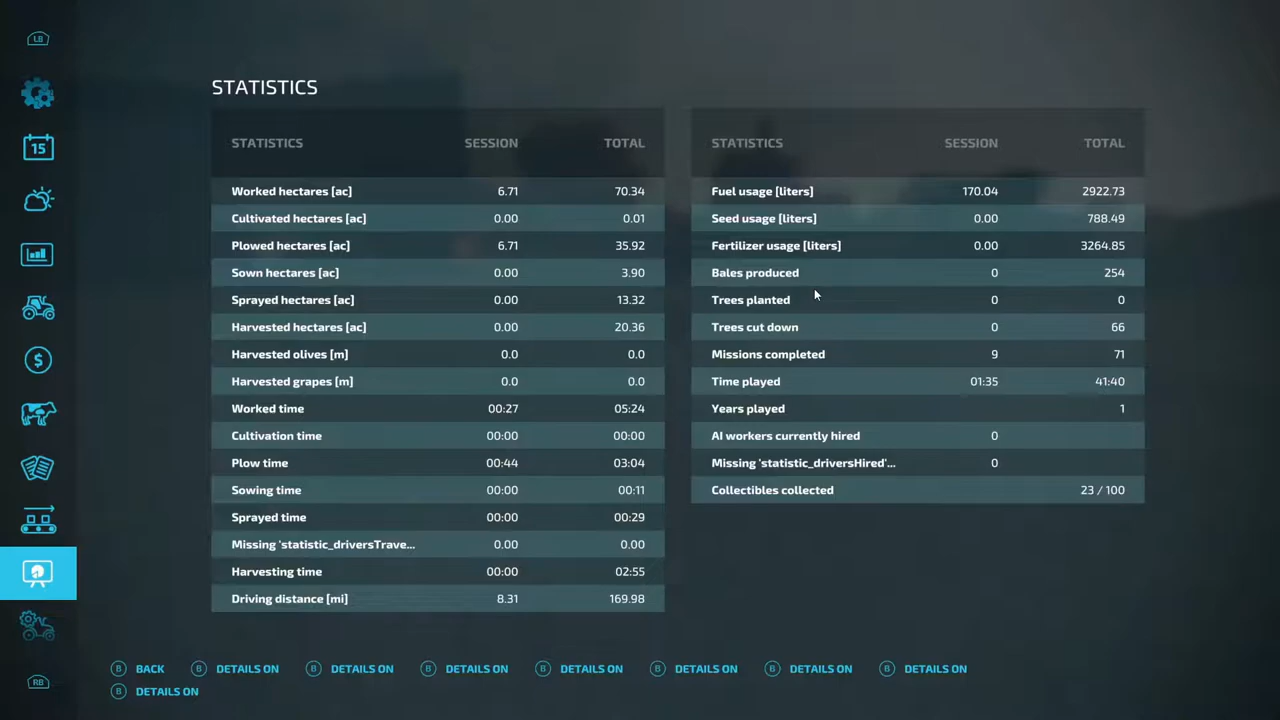 LB
STATISTICS
STATISTICS SESSION TOTAL
Worked hectares [ac] 6.71 70.34
Cultivated hectares [ac] 0.00 0.01
Plowed hectares [ac] 6.71 35.92
Sown hectares [ac] 0.00 3.90
Sprayed hectares [ac] 0.00 13.32
Harvested hectares [ac] 0.00 20.36
Harvested olives [m] 0.0 0.0
Harvested grapes [m] 0.0 0.0
Worked time 00:27 05:24
Cultivation time 00:00 00:00
Plow time 00:44 03:04
Sowing time 00:00 00:11
Sprayed time 00:00 00:29
Missing 'statistic_driversTrave... 0.00 0.00
Harvesting time 00:00 02:55
Driving distance [mi] 8.31 169.98
STATISTICS SESSION TOTAL
Fuel usage [liters] 170.04 2922.73
Seed usage [liters] 0.00 788.49
Fertilizer usage [liters] 0.00 3264.85
Bales produced 0 254
Trees planted 0 0
Trees cut down 0 66
Missions completed 9 71
Time played 01:35 41:40
Years played 1
AI workers currently hired 0
Missing 'statistic_driversHired'... 0
Collectibles collected 23 / 100
15
$
RB
B BACK B DETAILS ON B DETAILS ON B DETAILS ON B DETAILS ON B DETAILS ON B DETAILS ON B DETAILS ON
B DETAILS ON